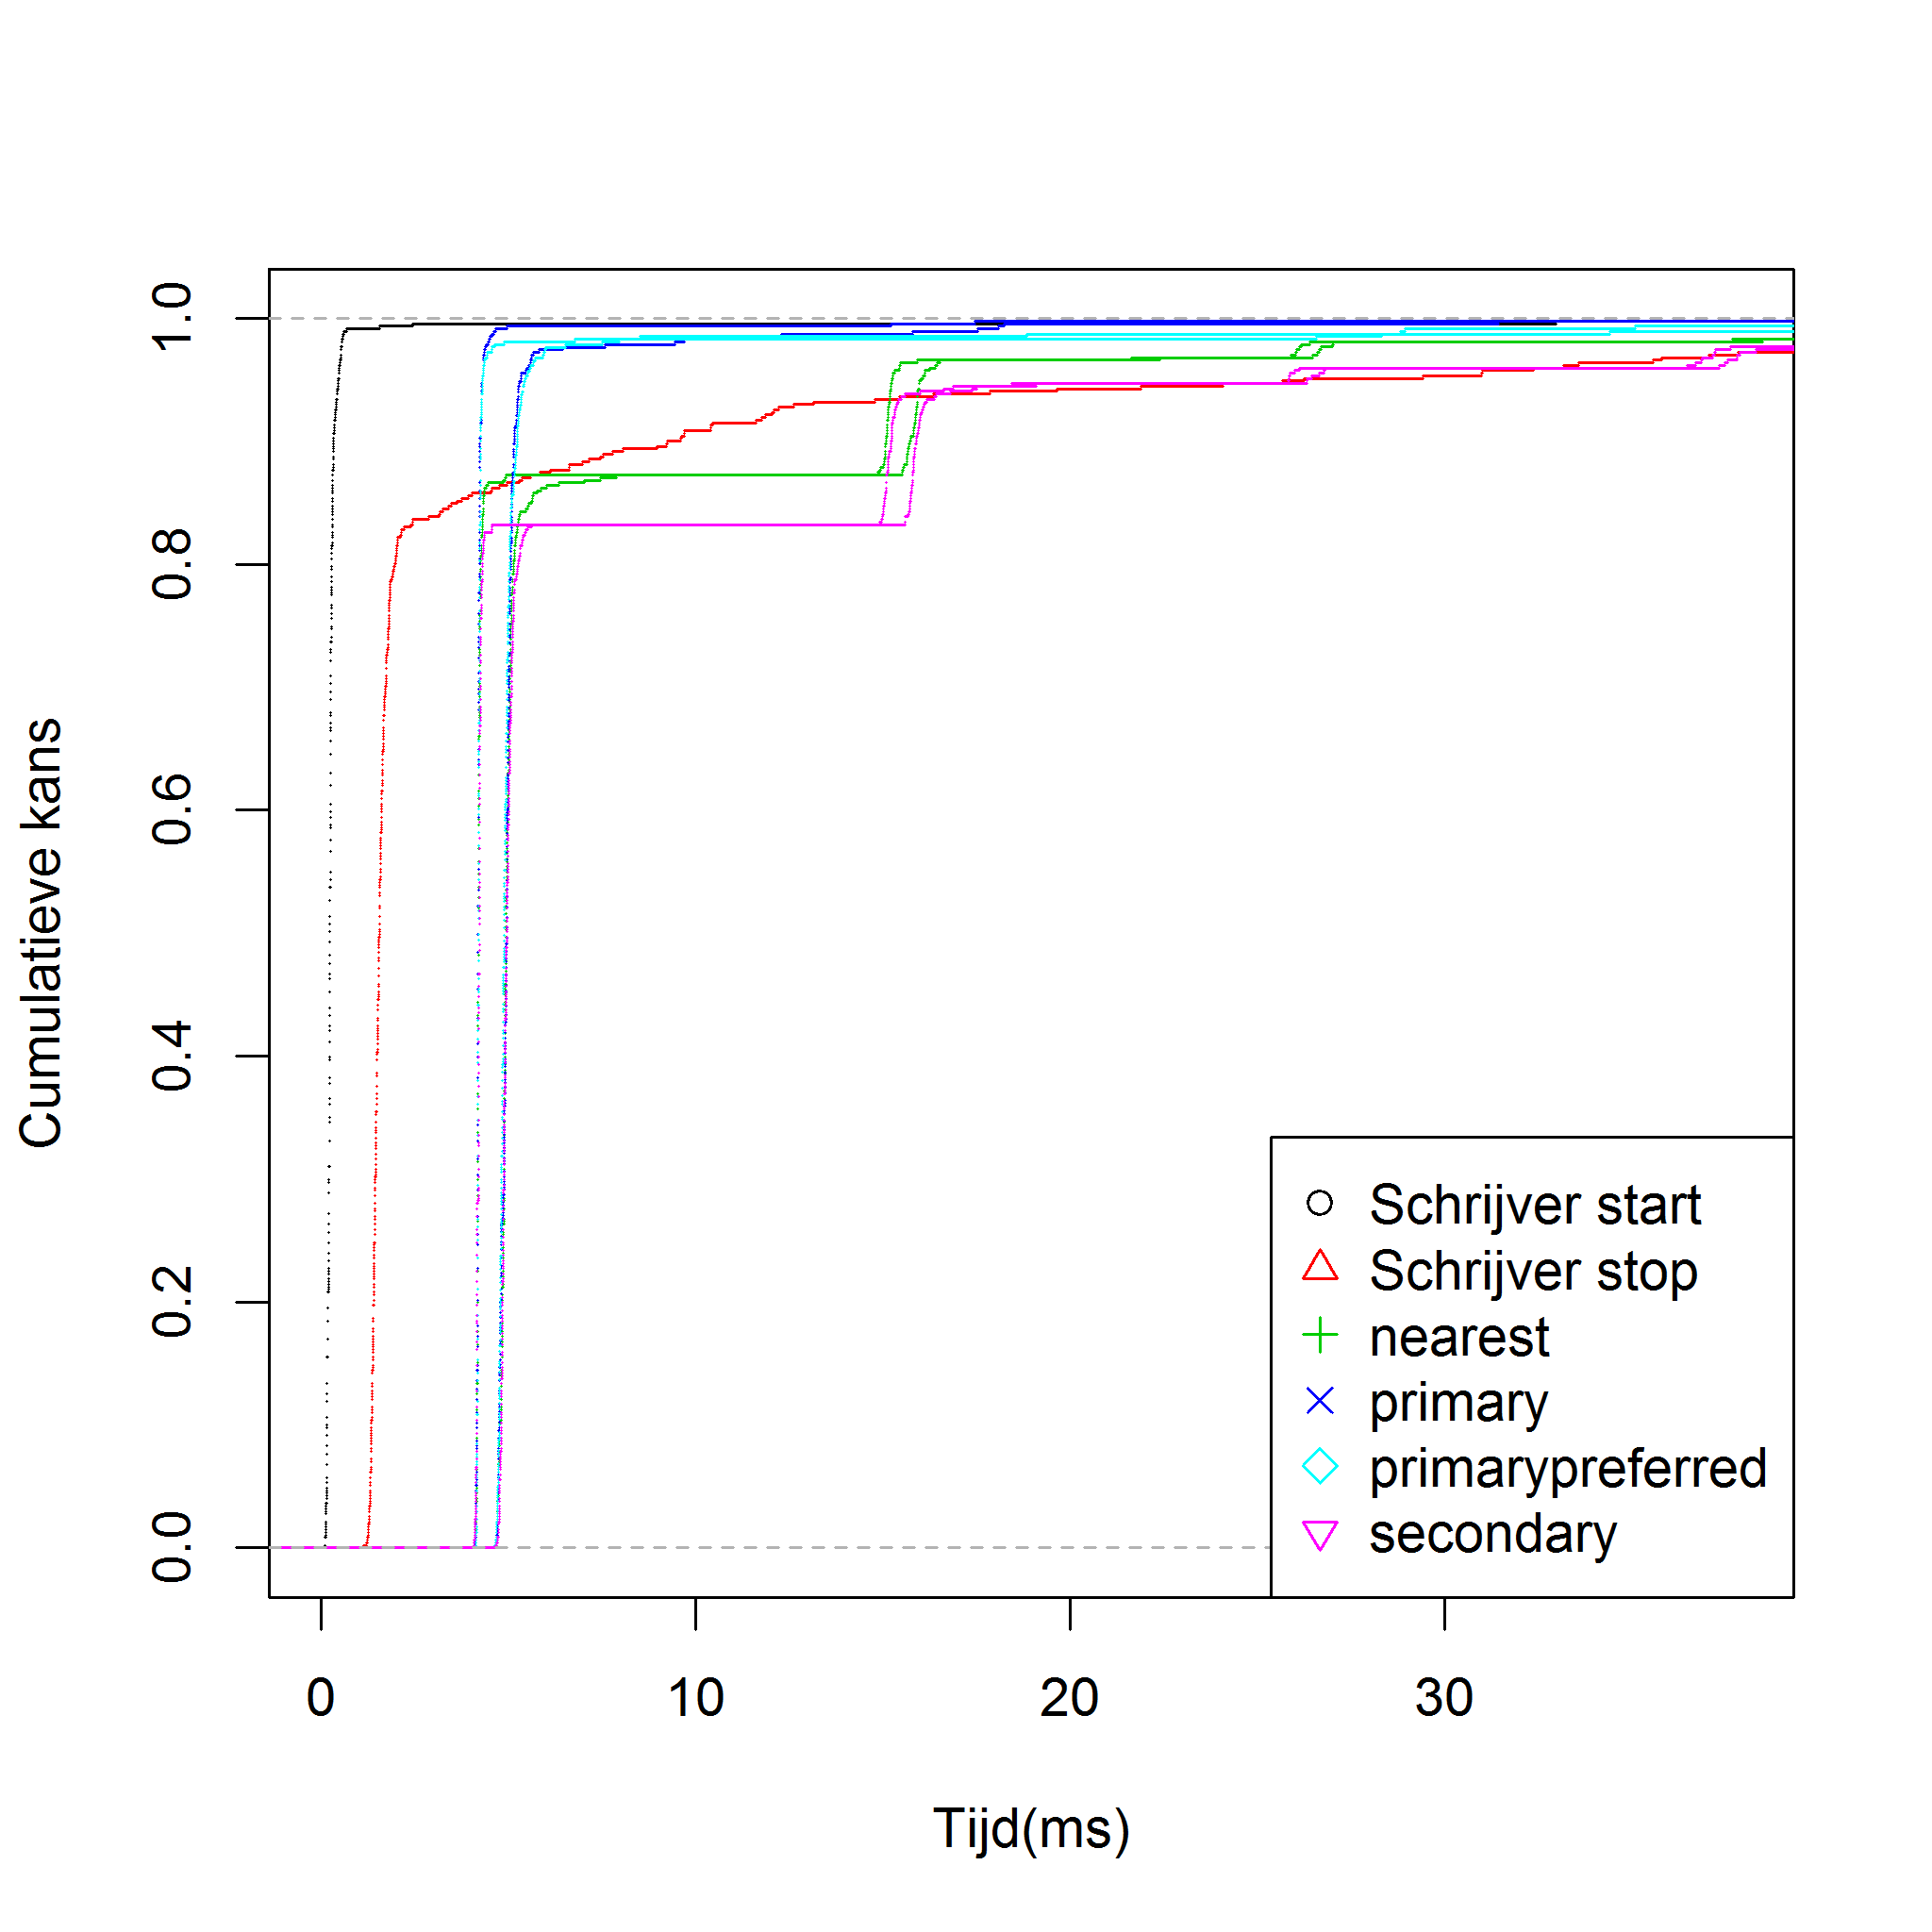 Cumulatieve kans
1.0
0.8
0.6
0.4
0.2
0.0
0 10 20 30
Tijd(ms)
Schrijver start
Schrijver stop
nearest
primary
primarypreferred
secondary